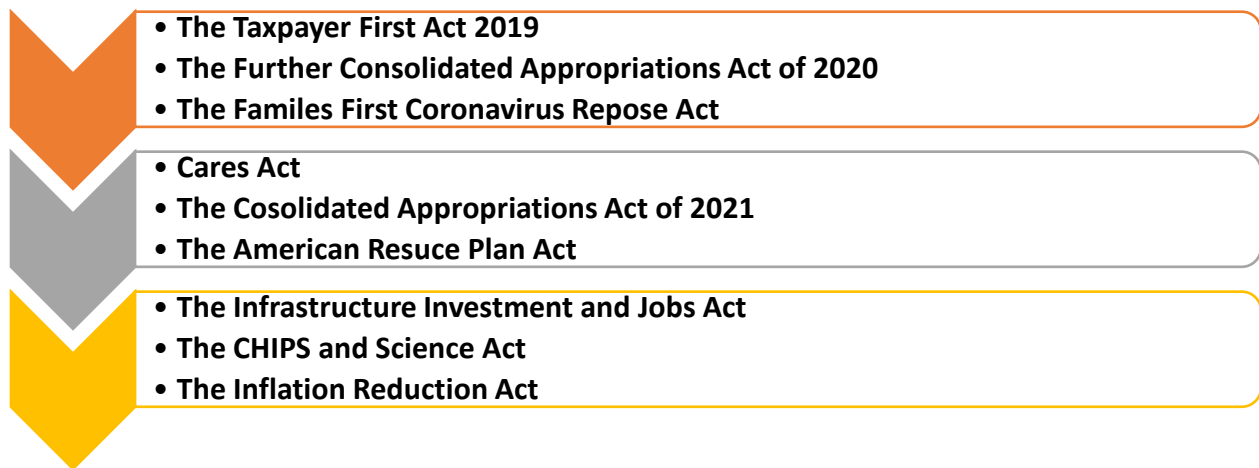 • The Taxpayer First Act 2019
• The Further Consolidated Appropriations Act of 2020
• The Familes First Coronavirus Repose Act
• Cares Act
• The Cosolidated Appropriations Act of 2021
• The American Resuce Plan Act
• The Infrastructure Investment and Jobs Act
• The CHIPS and Science Act
• The Inflation Reduction Act